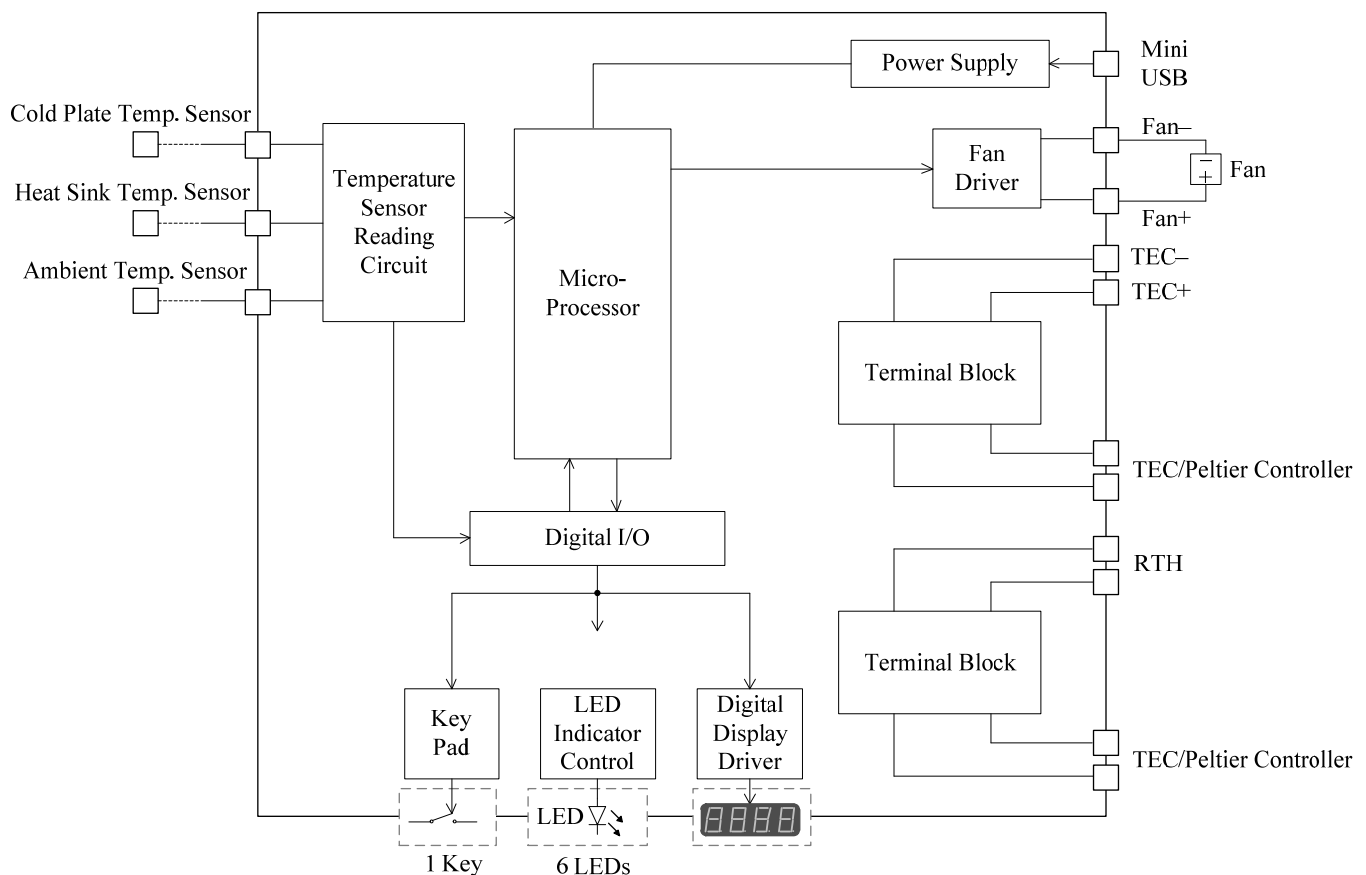 Power Supply
Mini
USB
Cold Plate Temp. Sensor
Heat Sink Temp. Sensor
Ambient Temp. Sensor
Temperature
Sensor
Reading
Circuit
Micro-
Processor
Fan
Driver
Fan–
Fan
Fan+
TEC–
TEC+
Terminal Block
TEC/Peltier Controller
Digital I/O
RTH
Terminal Block
TEC/Peltier Controller
Key
Pad
LED
Indicator
Control
Digital
Display
Driver
LED
8888
1 Key
6 LEDs